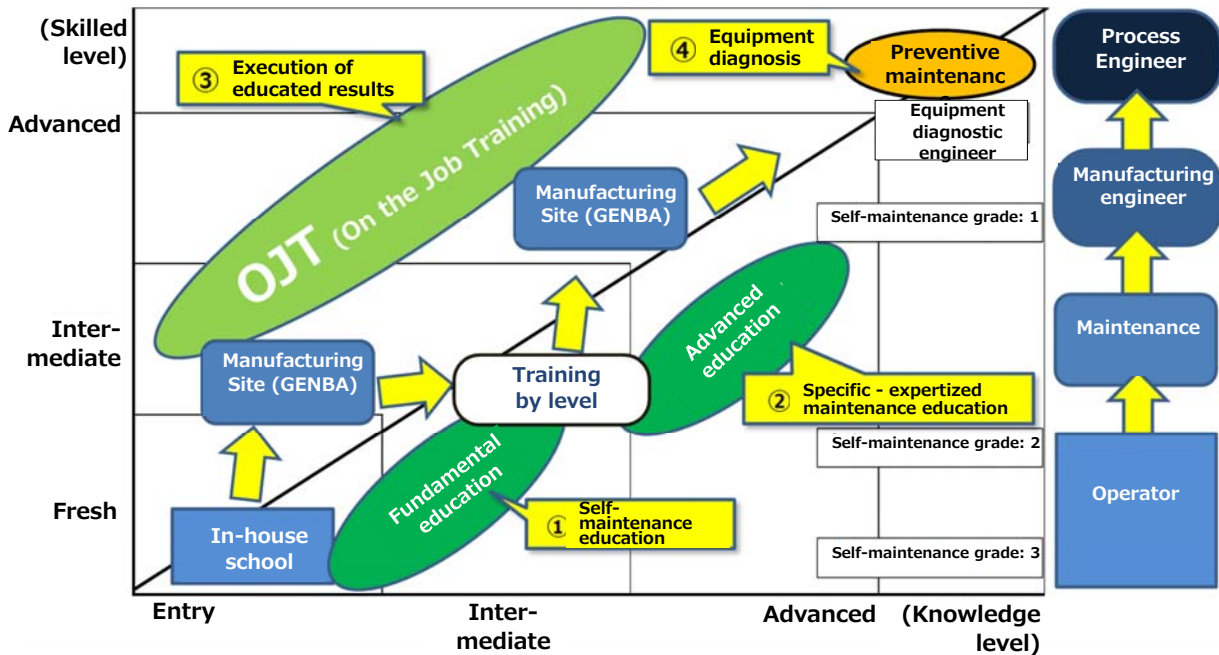 (Skilled
level)
③ Execution of
educated results
④ Equipment
diagnosis
Preventive
maintenanc
Process
Engineer
Advanced
Equipment
diagnostic
engineer
OJT (On the Job Training)
Manufacturing
Site (GENBA)
Manufacturing
engineer
Self-maintenance grade: 1
Inter-
mediate
Manufacturing
Site (GENBA)
Training
by level
Advanced
education
Maintenance
② Specific - expertized
maintenance education
Self-maintenance grade: 2
Fresh
In-house
school
Fundamental
education
① Self-
maintenance
education
Operator
Self-maintenance grade: 3
Entry
Inter-
mediate
Advanced
(Knowledge
level)